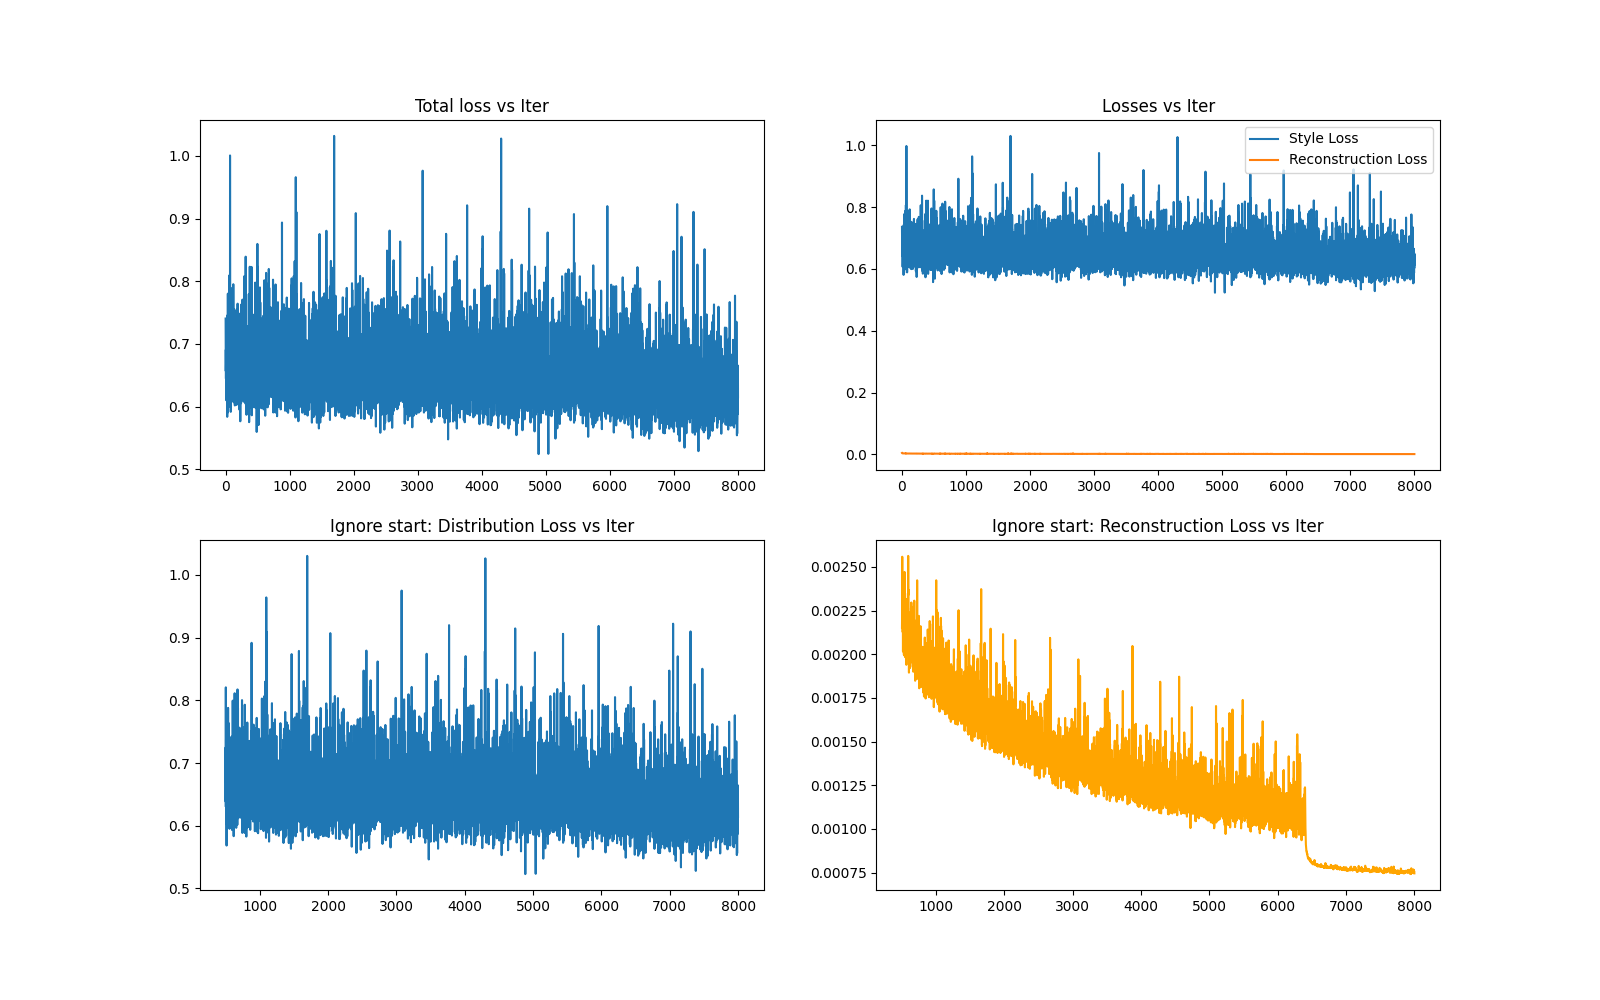 Total loss vs Iter
1.0
0.9
0.8
0.7
0.6
0.5
0 1000 2000 3000 4000 5000 6000 7000 8000
Losses vs Iter
Style Loss
Reconstruction Loss
1.0
0.8
0.6
0.4
0.2
0.0
0 1000 2000 3000 4000 5000 6000 7000 8000
Ignore start: Distribution Loss vs Iter
1.0
0.9
0.8
0.7
0.6
0.5
1000 2000 3000 4000 5000 6000 7000 8000
Ignore start: Reconstruction Loss vs Iter
0.00250
0.00225
0.00200
0.00175
0.00150
0.00125
0.00100
0.00075
1000 2000 3000 4000 5000 6000 7000 8000